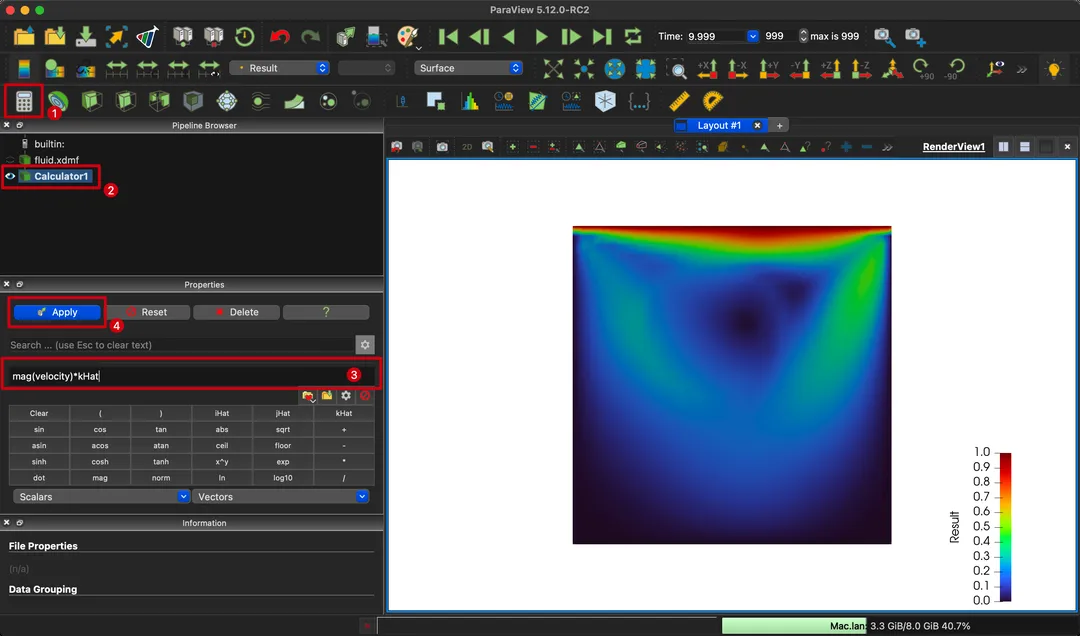 ParaView 5.12.0-RC2
Time: 9.999 999 max is 999
Result Surface +X -X +Y -Y +Z -Z +90 -90
1
Pipeline Browser
Layout #1
builtin:
fluid.xdmf
Calculator1
2
2D
RenderView1
Properties
Apply Reset Delete ?
4
Search ... (use Esc to clear text)
mag(velocity)*kHat
3
Clear ( ) iHat jHat kHat
sin cos tan abs sqrt +
asin acos atan ceil floor -
sinh cosh tanh x^y exp *
dot mag norm ln log10 /
Scalars Vectors
Information
File Properties
(n/a)
Data Grouping
1.0
0.9
0.8
0.7
0.6
0.5
0.4
0.3
0.2
0.1
0.0
Result
Mac.lan: 3.3 GiB/8.0 GiB 40.7%